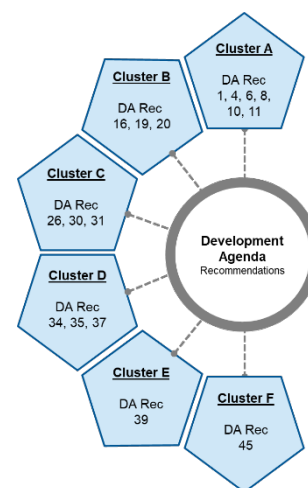 Cluster A
DA Rec
1, 4, 6, 8,
10, 11
Cluster B
DA Rec
16, 19, 20
Cluster C
DA Rec
26, 30, 31
Development
Agenda
Recommendations
Cluster D
DA Rec
34, 35, 37
Cluster E
DA Rec
39
Cluster F
DA Rec
45